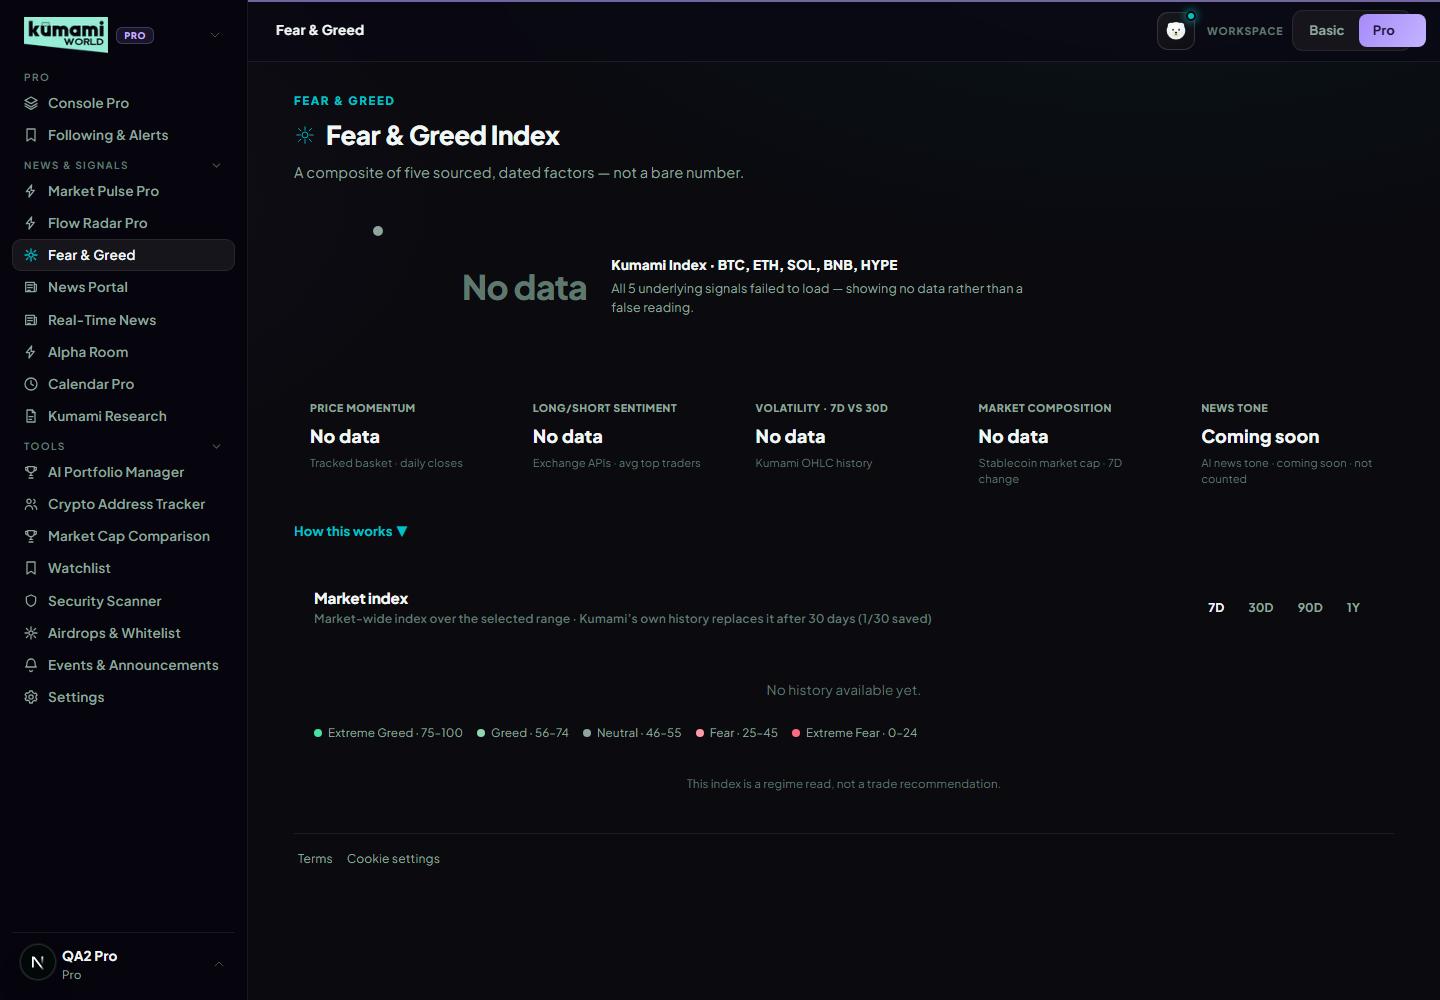 kümami
WORLD
PRO
PRO
Console Pro
Following & Alerts
NEWS & SIGNALS
Market Pulse Pro
Flow Radar Pro
Fear & Greed
News Portal
Real-Time News
Alpha Room
Calendar Pro
Kumami Research
TOOLS
AI Portfolio Manager
Crypto Address Tracker
Market Cap Comparison
Watchlist
Security Scanner
Airdrops & Whitelist
Events & Announcements
Settings
N
QA2 Pro
Pro
Fear & Greed
WORKSPACE
Basic
Pro
FEAR & GREED
Fear & Greed Index
A composite of five sourced, dated factors — not a bare number.
No data
Kumami Index · BTC, ETH, SOL, BNB, HYPE
All 5 underlying signals failed to load — showing no data rather than a
false reading.
PRICE MOMENTUM
No data
Tracked basket · daily closes
LONG/SHORT SENTIMENT
No data
Exchange APIs · avg top traders
VOLATILITY · 7D VS 30D
No data
Kumami OHLC history
MARKET COMPOSITION
No data
Stablecoin market cap · 7D
change
NEWS TONE
Coming soon
AI news tone · coming soon · not
counted
How this works ▼
Market index
Market-wide index over the selected range · Kumami's own history replaces it after 30 days (1/30 saved)
7D
30D
90D
1Y
No history available yet.
Extreme Greed · 75–100
Greed · 56–74
Neutral · 46–55
Fear · 25–45
Extreme Fear · 0–24
This index is a regime read, not a trade recommendation.
Terms
Cookie settings